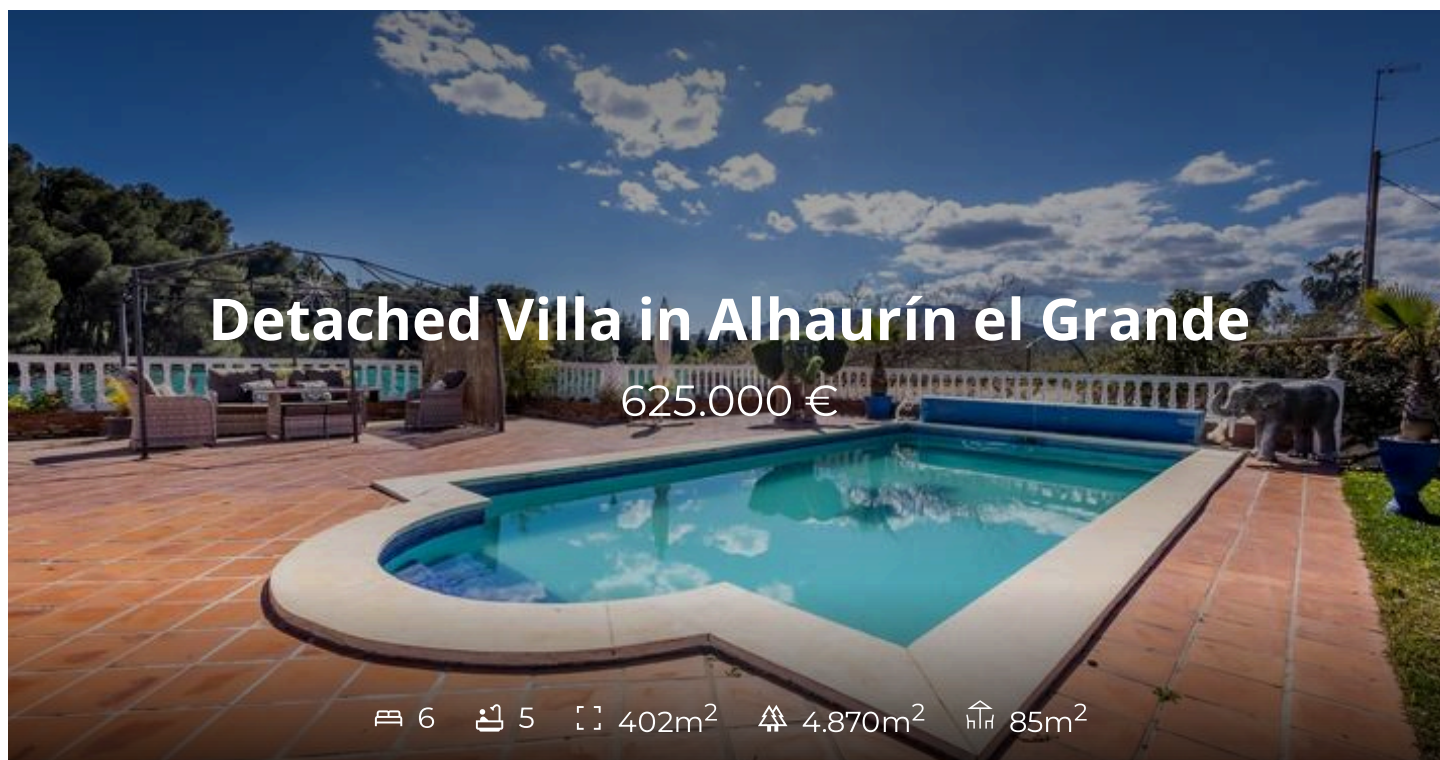 Detached Villa in Alhaurín el Grande
625.000 €
6 5 402m² 4.870m² 85m²